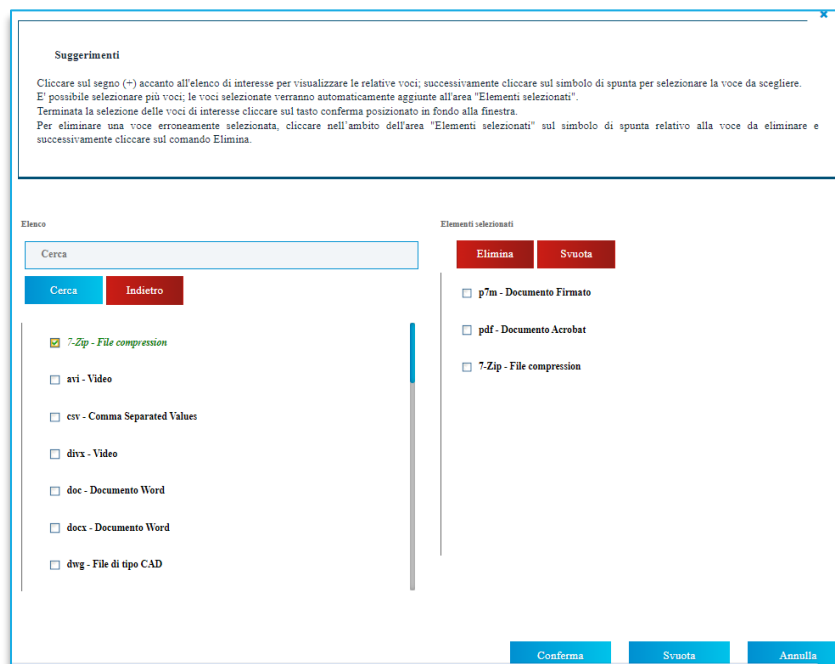 Suggerimenti
Cliccare sul segno (+) accanto all'elenco di interesse per visualizzare le relative voci; successivamente cliccare sul simbolo di spunta per selezionare la voce da scegliere.
E' possibile selezionare più voci; le voci selezionate verranno automaticamente aggiunte all'area "Elementi selezionati".
Terminata la selezione delle voci di interesse cliccare sul tasto conferma posizionato in fondo alla finestra.
Per eliminare una voce erroneamente selezionata, cliccare nell'ambito dell'area "Elementi selezionati" sul simbolo di spunta relativo alla voce da eliminare e
successivamente cliccare sul comando Elimina.
Elenco
Cerca
Cerca Indietro
7-Zip - File compression
avi - Video
csv - Comma Separated Values
divx - Video
doc - Documento Word
docx - Documento Word
dwg - File di tipo CAD
Elementi selezionati
Elimina Svuota
p7m - Documento Firmato
pdf - Documento Acrobat
7-Zip - File compression
Conferma Svuota Annulla